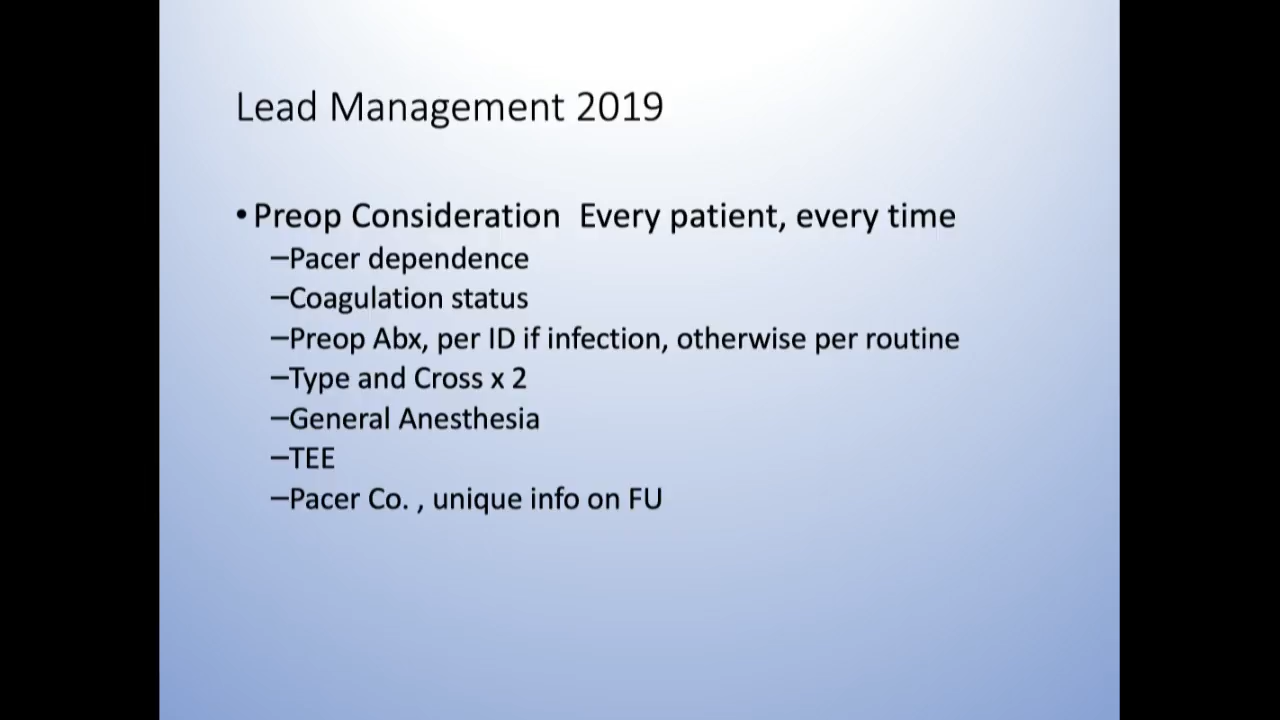 Lead Management 2019
• Preop Consideration  Every patient, every time
–Pacer dependence
–Coagulation status
–Preop Abx, per ID if infection, otherwise per routine
–Type and Cross x 2
–General Anesthesia
–TEE
–Pacer Co. , unique info on FU